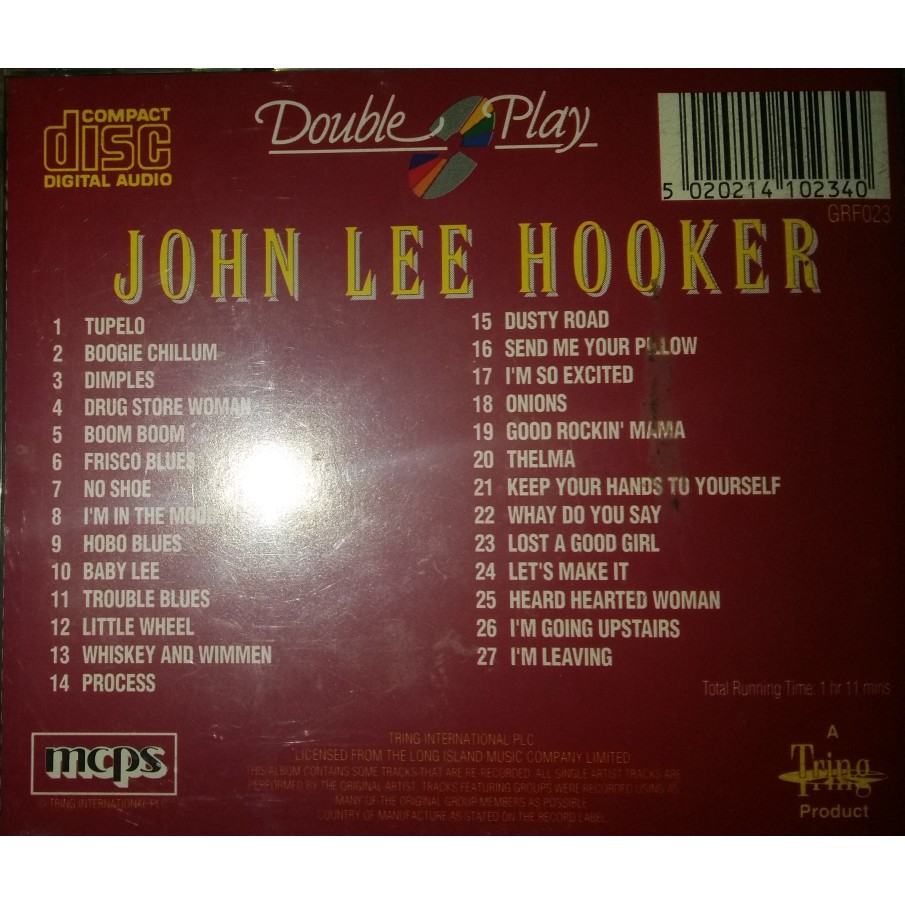 COMPACT
disc
DIGITAL AUDIO
Double Play
5 020214 102340
GRF023
JOHN LEE HOOKER
1 TUPELO
2 BOOGIE CHILLUM
3 DIMPLES
4 DRUG STORE WOMAN
5 BOOM BOOM
6 FRISCO BLUES
7 NO SHOE
8 I'M IN THE MOOD
9 HOBO BLUES
10 BABY LEE
11 TROUBLE BLUES
12 LITTLE WHEEL
13 WHISKEY AND WIMMEN
14 PROCESS
15 DUSTY ROAD
16 SEND ME YOUR PILLOW
17 I'M SO EXCITED
18 ONIONS
19 GOOD ROCKIN' MAMA
20 THELMA
21 KEEP YOUR HANDS TO YOURSELF
22 WHAY DO YOU SAY
23 LOST A GOOD GIRL
24 LET'S MAKE IT
25 HEARD HEARTED WOMAN
26 I'M GOING UPSTAIRS
27 I'M LEAVING
Total Running Time: 1 hr 11 mins
mcps
© TRING INTERNATIONAL PLC
TRING INTERNATIONAL PLC
LICENSED FROM THE LONG ISLAND MUSIC COMPANY LIMITED
THIS ALBUM CONTAINS SOME TRACKS THAT ARE RE-RECORDED. ALL SINGLE ARTIST TRACKS ARE
PERFORMED BY THE ORIGINAL ARTIST. TRACKS FEATURING GROUPS WERE RECORDED USING AS
MANY OF THE ORIGINAL GROUP MEMBERS AS POSSIBLE
COUNTRY OF MANUFACTURE AS STATED ON THE RECORD LABEL.
A
Tring
Product